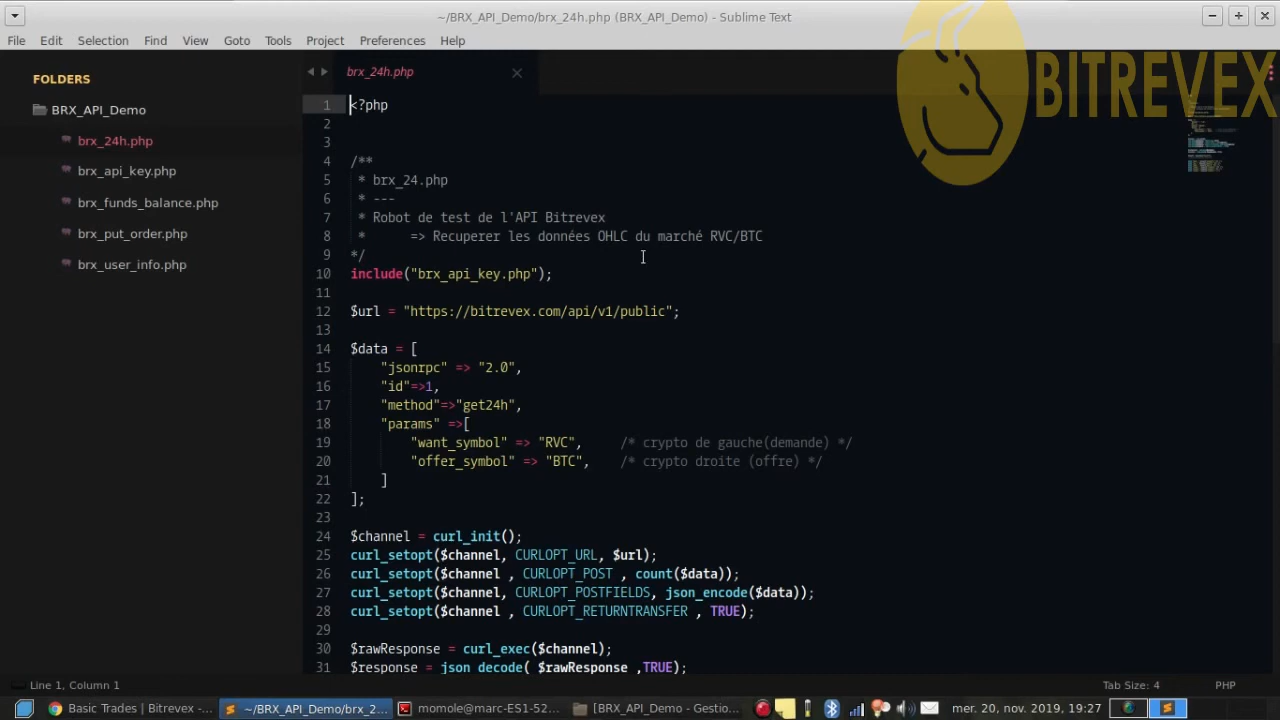 ~/BRX_API_Demo/brx_24h.php (BRX_API_Demo) - Sublime Text
File Edit Selection Find View Goto Tools Project Preferences Help
BITREVEX
FOLDERS
BRX_API_Demo
brx_24h.php
brx_api_key.php
brx_funds_balance.php
brx_put_order.php
brx_user_info.php
brx_24h.php
1 <?php
2
3
4 /**
5 * brx_24.php
6 * ---
7 * Robot de test de l'API Bitrevex
8 * => Recuperer les données OHLC du marché RVC/BTC
9 */
10 include("brx_api_key.php");
11
12 $url = "https://bitrevex.com/api/v1/public";
13
14 $data = [
15 "jsonrpc" => "2.0",
16 "id"=>1,
17 "method"=>"get24h",
18 "params" =>[
19 "want_symbol" => "RVC", /* crypto de gauche(demande) */
20 "offer_symbol" => "BTC", /* crypto droite (offre) */
21 ]
22 ];
23
24 $channel = curl_init();
25 curl_setopt($channel, CURLOPT_URL, $url);
26 curl_setopt($channel , CURLOPT_POST , count($data));
27 curl_setopt($channel, CURLOPT_POSTFIELDS, json_encode($data));
28 curl_setopt($channel , CURLOPT_RETURNTRANSFER , TRUE);
29
30 $rawResponse = curl_exec($channel);
31 $response = json_decode( $rawResponse ,TRUE);
Line 1, Column 1 Tab Size: 4 PHP
Basic Trades | Bitrevex - ... ~/BRX_API_Demo/brx_2... momole@marc-ES1-52... [BRX_API_Demo - Gestio... mer. 20, nov. 2019, 19:27